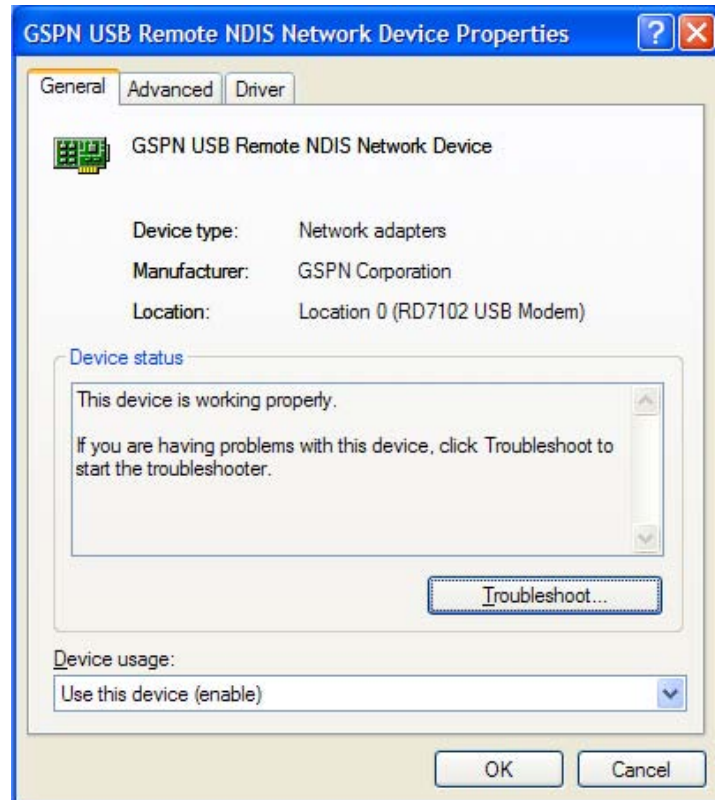 GSPN USB Remote NDIS Network Device Properties
General
Advanced
Driver
GSPN USB Remote NDIS Network Device
Device type: Network adapters
Manufacturer: GSPN Corporation
Location: Location 0 (RD7102 USB Modem)
Device status
This device is working properly.
If you are having problems with this device, click Troubleshoot to
start the troubleshooter.
Troubleshoot...
Device usage:
Use this device (enable)
OK
Cancel